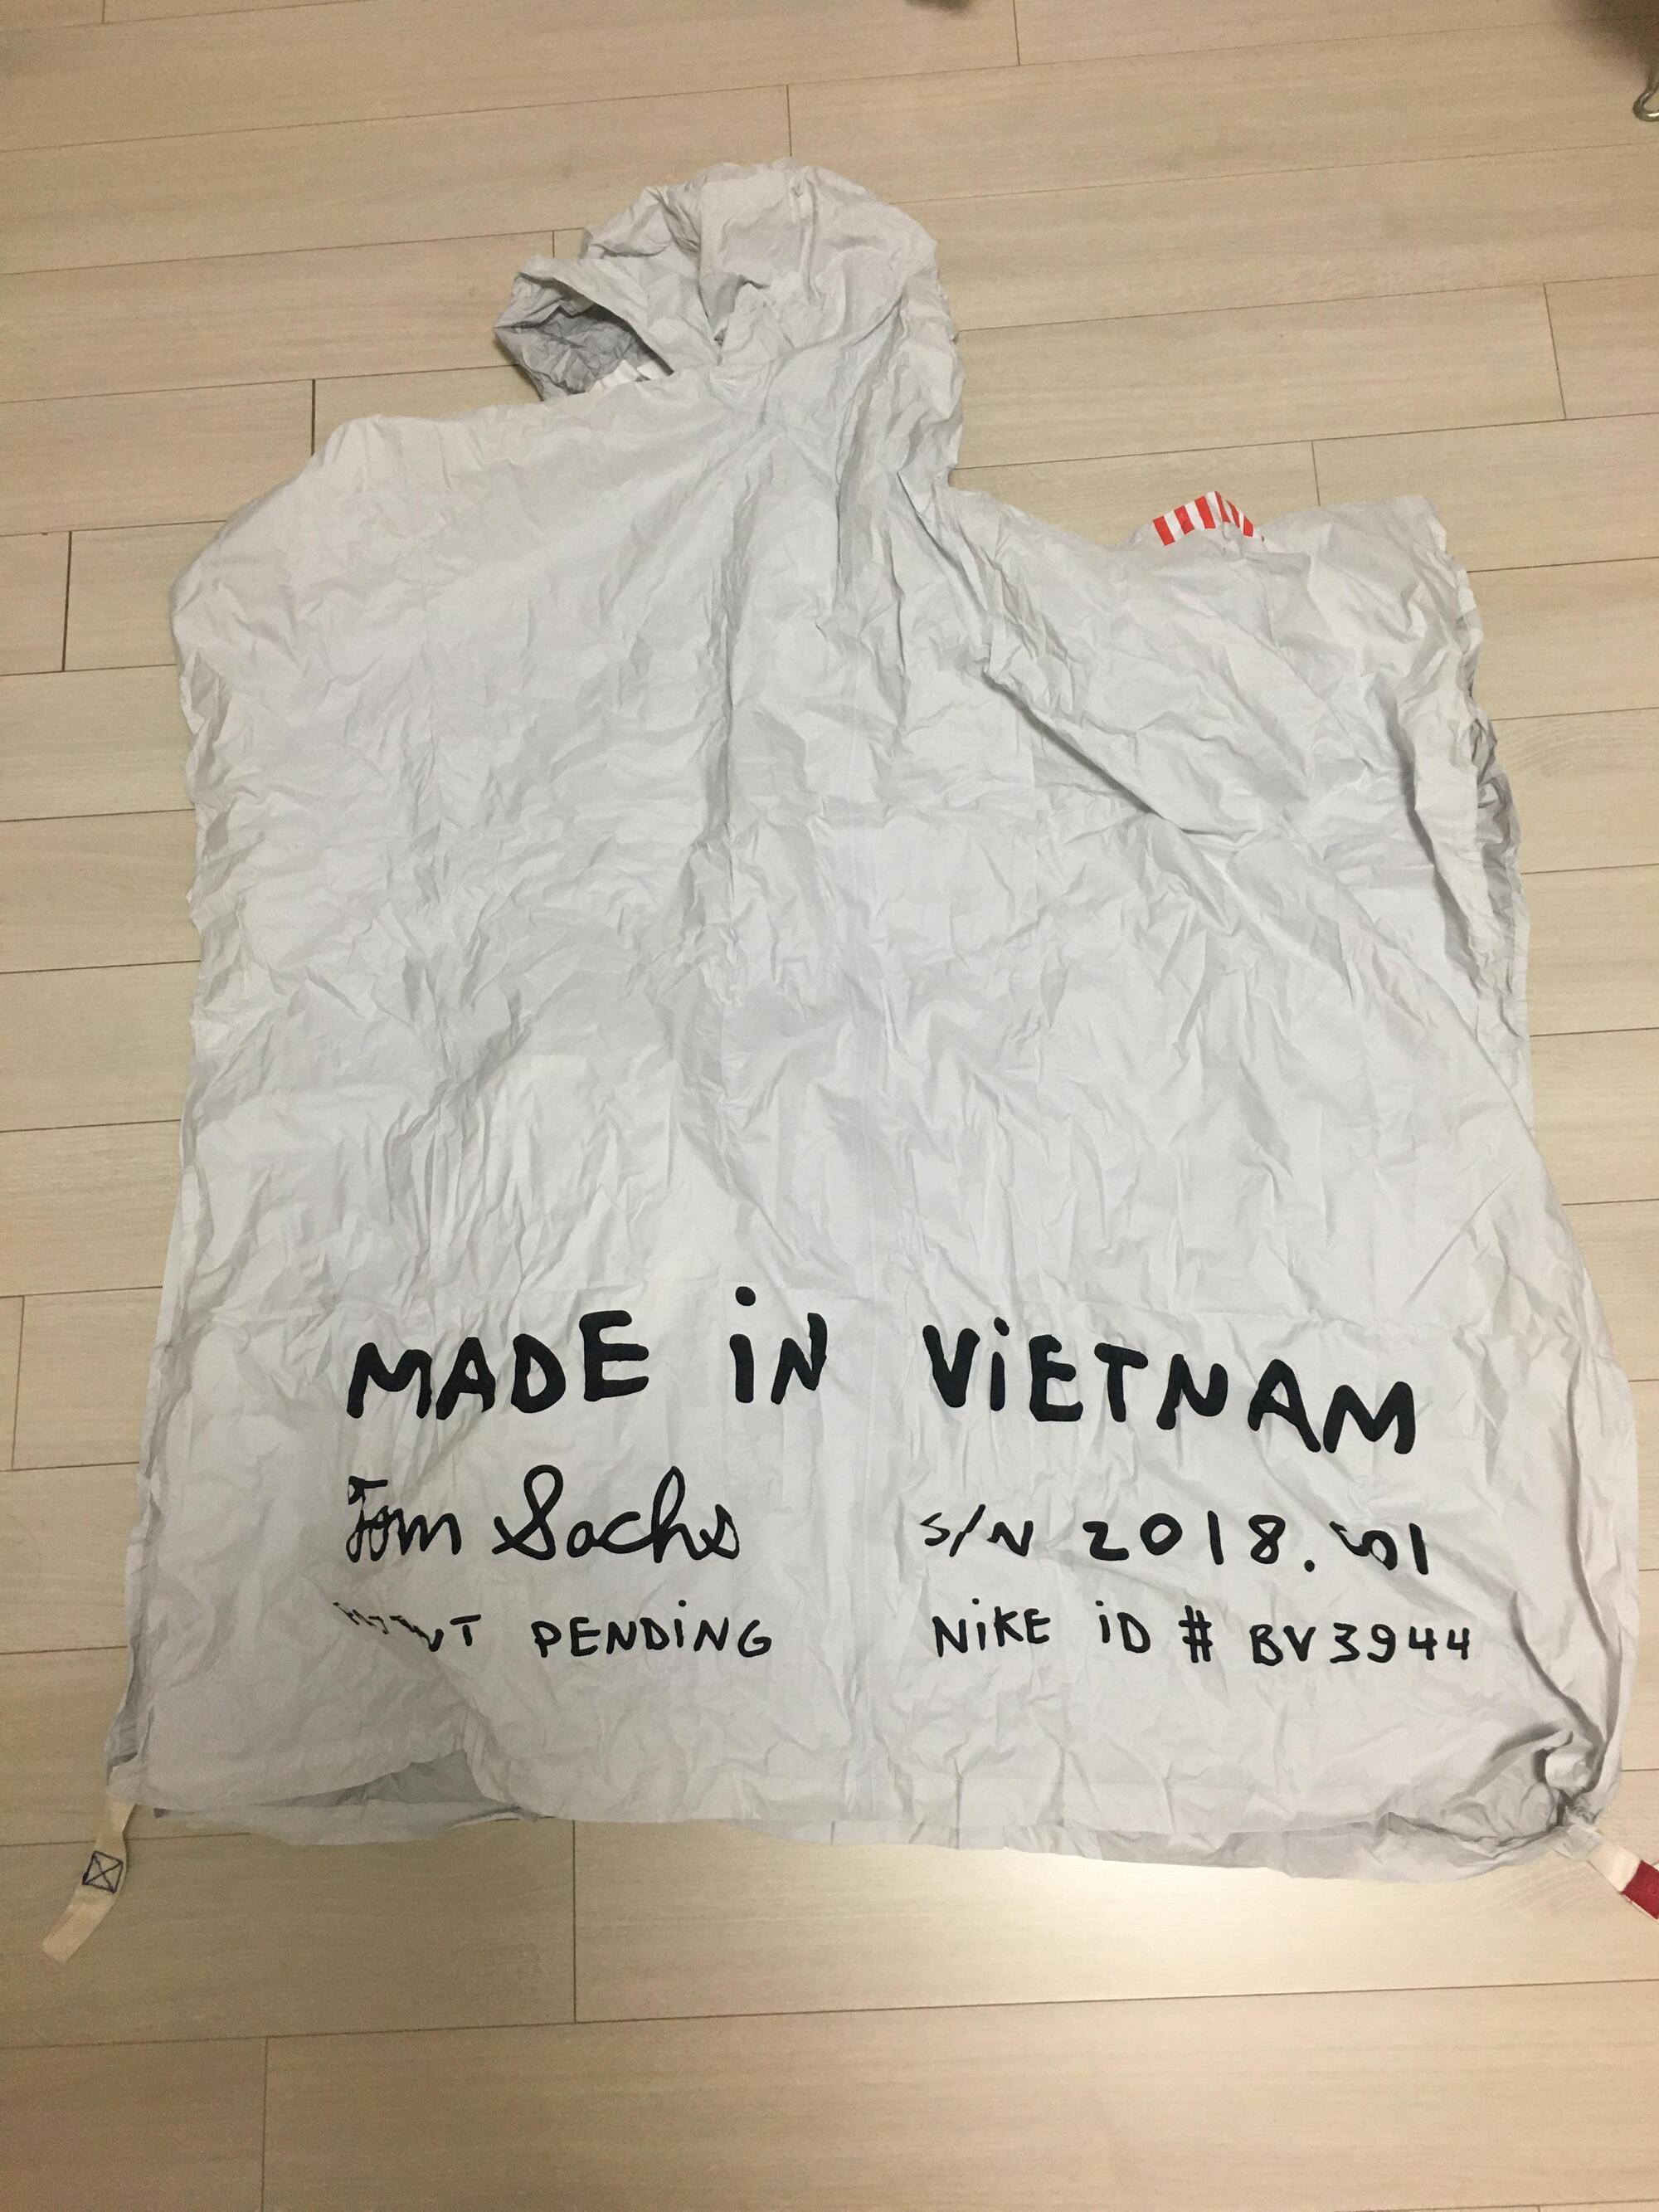 MADE iN ViETNAM
Tom Sachs
S/N 2018.
PENDiNG
NiKE iD # BV3944